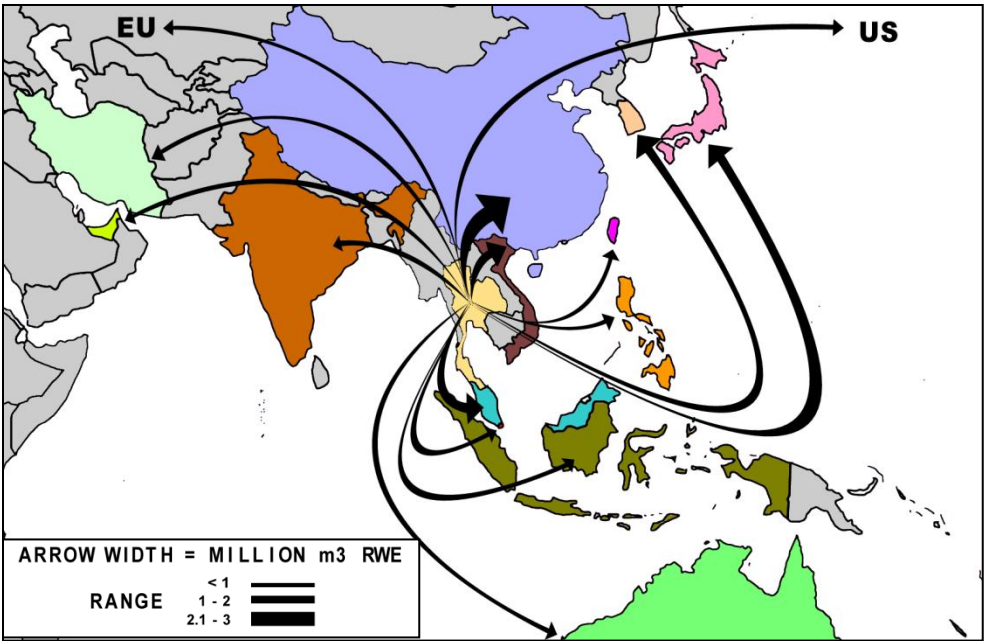 EU
US
ARROW WIDTH = MILLION m3 RWE
RANGE
< 1
1 - 2
2.1 - 3